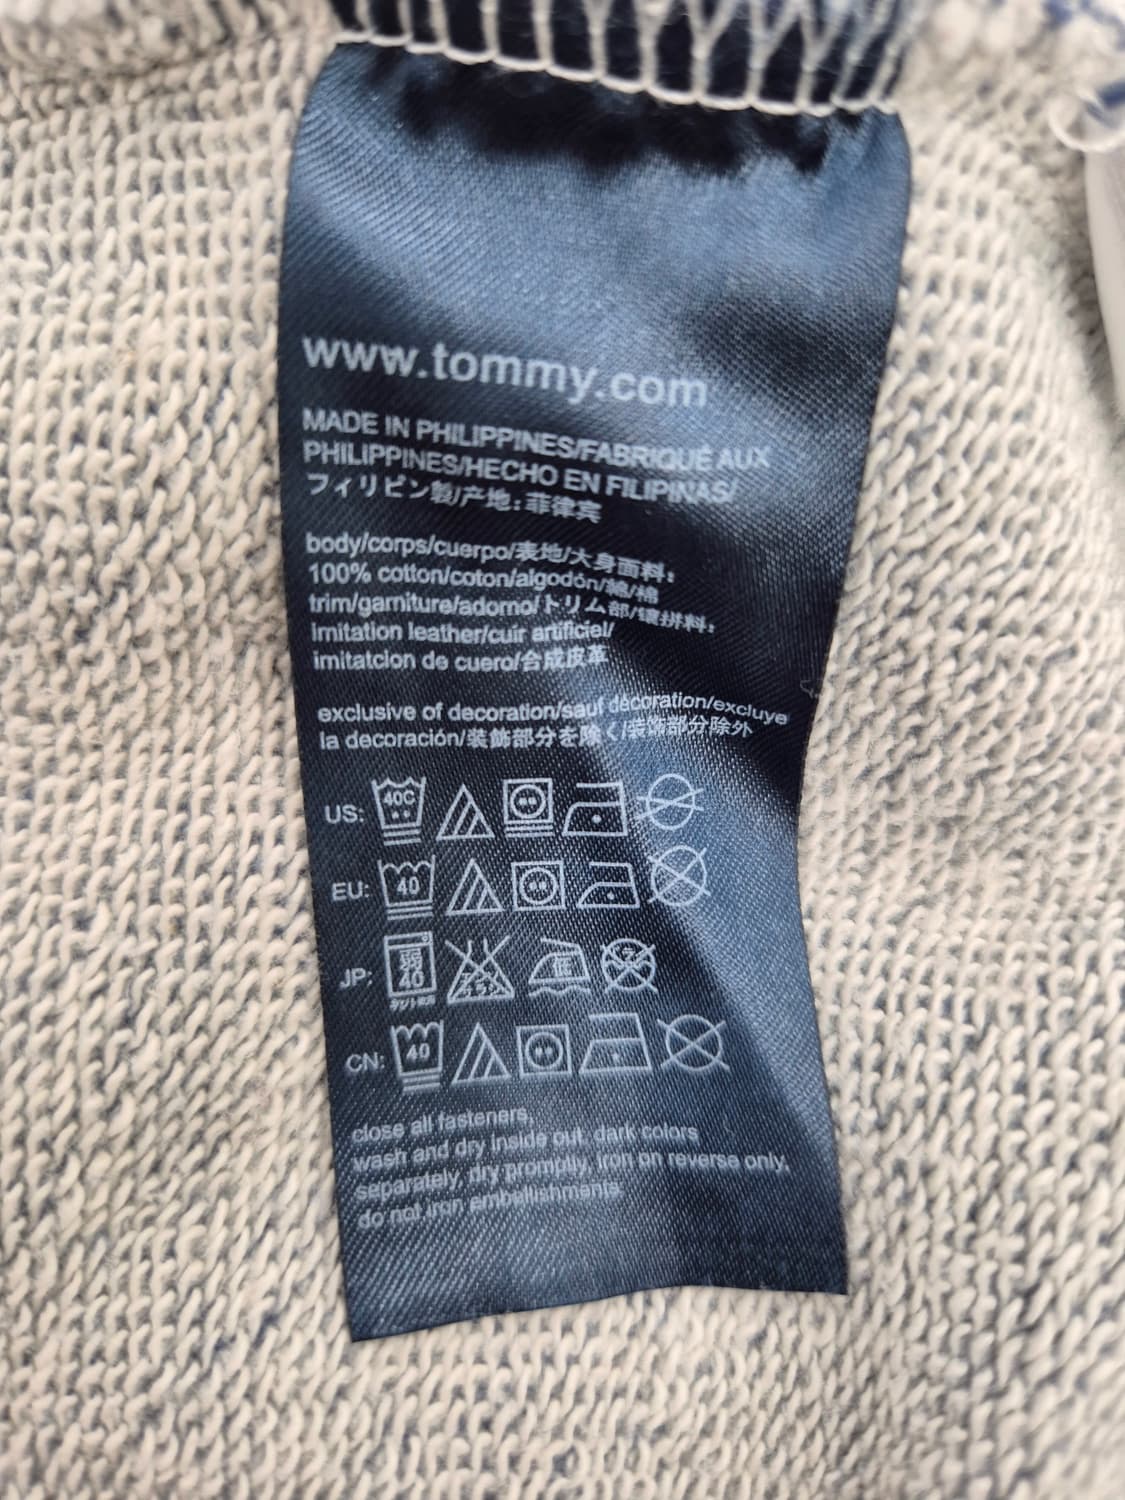 www.tommy.com
MADE IN PHILIPPINES/FABRIQUÉ AUX
PHILIPPINES/HECHO EN FILIPINAS/
フィリピン製/产地:菲律宾
body/corps/cuerpo/表地/大身面料:
100% cotton/coton/algodón/綿/棉
trim/garniture/adorno/トリム部/镶拼料:
imitation leather/cuir artificiel/
imitatcion de cuero/合成皮革
exclusive of decoration/sauf décoration/excluye
la decoración/装飾部分を除く/装饰部分除外
US: 40C
EU: 40
JP: 40
CN: 40
close all fasteners,
wash and dry inside out, dark colors
separately, dry promptly, iron on reverse only,
do not iron embellishments